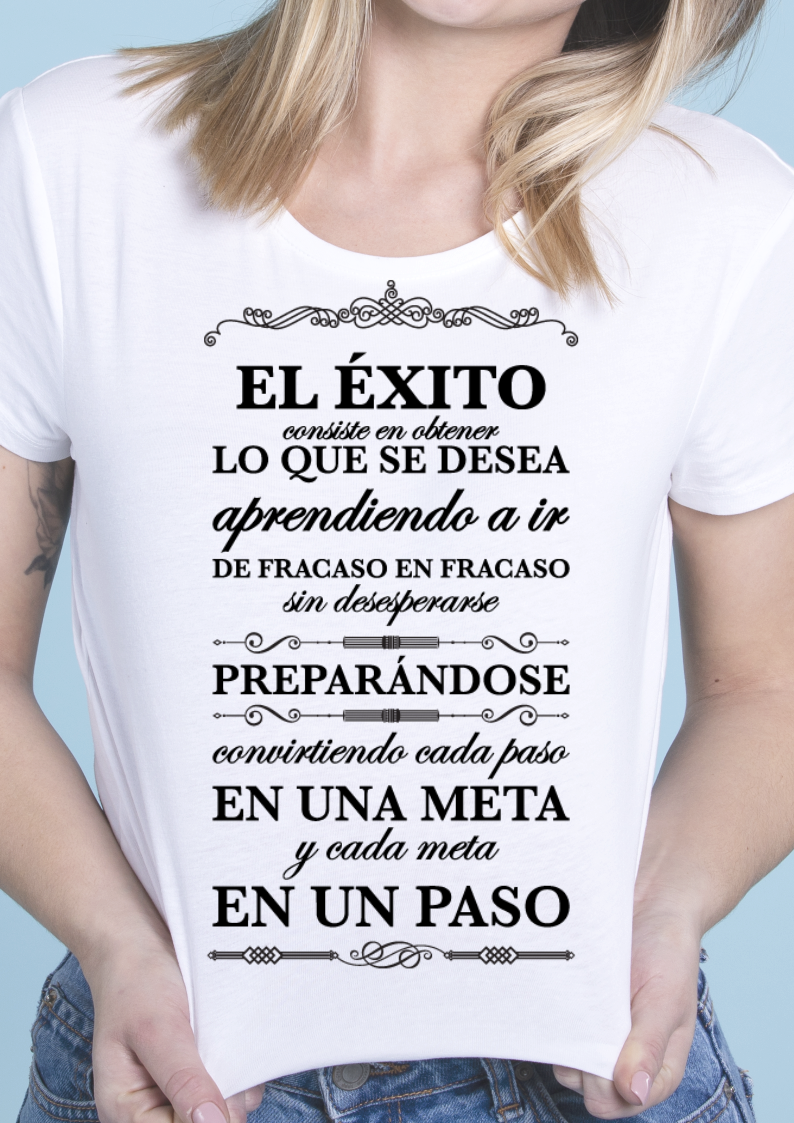 EL ÉXITO
consiste en obtener
LO QUE SE DESEA
aprendiendo a ir
DE FRACASO EN FRACASO
sin desesperarse
PREPARÁNDOSE
convirtiendo cada paso
EN UNA META
y cada meta
EN UN PASO